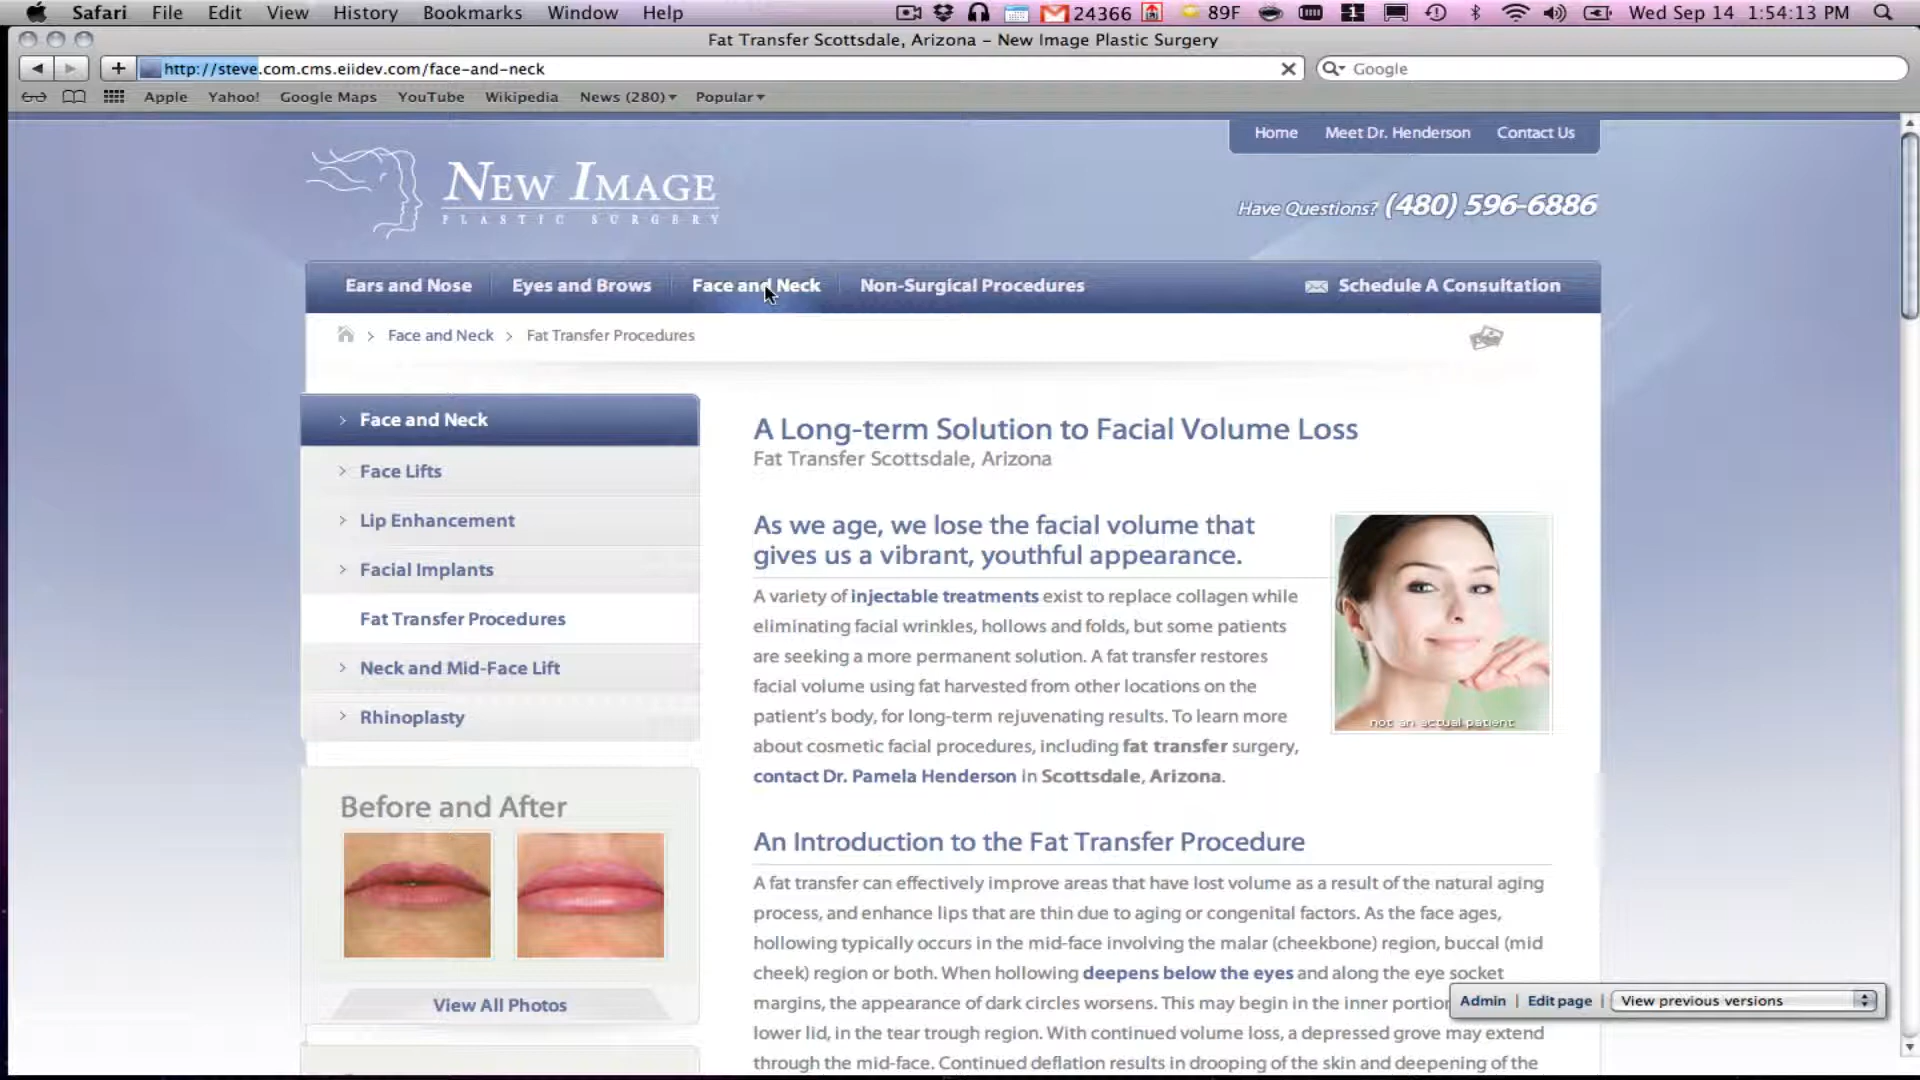 Safari File Edit View History Bookmarks Window Help 24366 89F 1 Wed Sep 14 1:54:13 PM
Fat Transfer Scottsdale, Arizona – New Image Plastic Surgery
http://steve.com.cms.eiidev.com/face-and-neck
Google
Apple Yahoo! Google Maps YouTube Wikipedia News (280) Popular
Home Meet Dr. Henderson Contact Us
NEW IMAGE
PLASTIC SURGERY
Have Questions? (480) 596-6886
Ears and Nose Eyes and Brows Face and Neck Non-Surgical Procedures Schedule A Consultation
> Face and Neck > Fat Transfer Procedures
Face and Neck
Face Lifts
Lip Enhancement
Facial Implants
Fat Transfer Procedures
Neck and Mid-Face Lift
Rhinoplasty
Before and After
View All Photos
A Long-term Solution to Facial Volume Loss
Fat Transfer Scottsdale, Arizona
As we age, we lose the facial volume that
gives us a vibrant, youthful appearance.
A variety of injectable treatments exist to replace collagen while
eliminating facial wrinkles, hollows and folds, but some patients
are seeking a more permanent solution. A fat transfer restores
facial volume using fat harvested from other locations on the
patient's body, for long-term rejuvenating results. To learn more
about cosmetic facial procedures, including fat transfer surgery,
contact Dr. Pamela Henderson in Scottsdale, Arizona.
not an actual patient
An Introduction to the Fat Transfer Procedure
A fat transfer can effectively improve areas that have lost volume as a result of the natural aging
process, and enhance lips that are thin due to aging or congenital factors. As the face ages,
hollowing typically occurs in the mid-face involving the malar (cheekbone) region, buccal (mid
cheek) region or both. When hollowing deepens below the eyes and along the eye socket
margins, the appearance of dark circles worsens. This may begin in the inner portion
lower lid, in the tear trough region. With continued volume loss, a depressed grove may extend
through the mid-face. Continued deflation results in drooping of the skin and deepening of the
Admin | Edit page | View previous versions